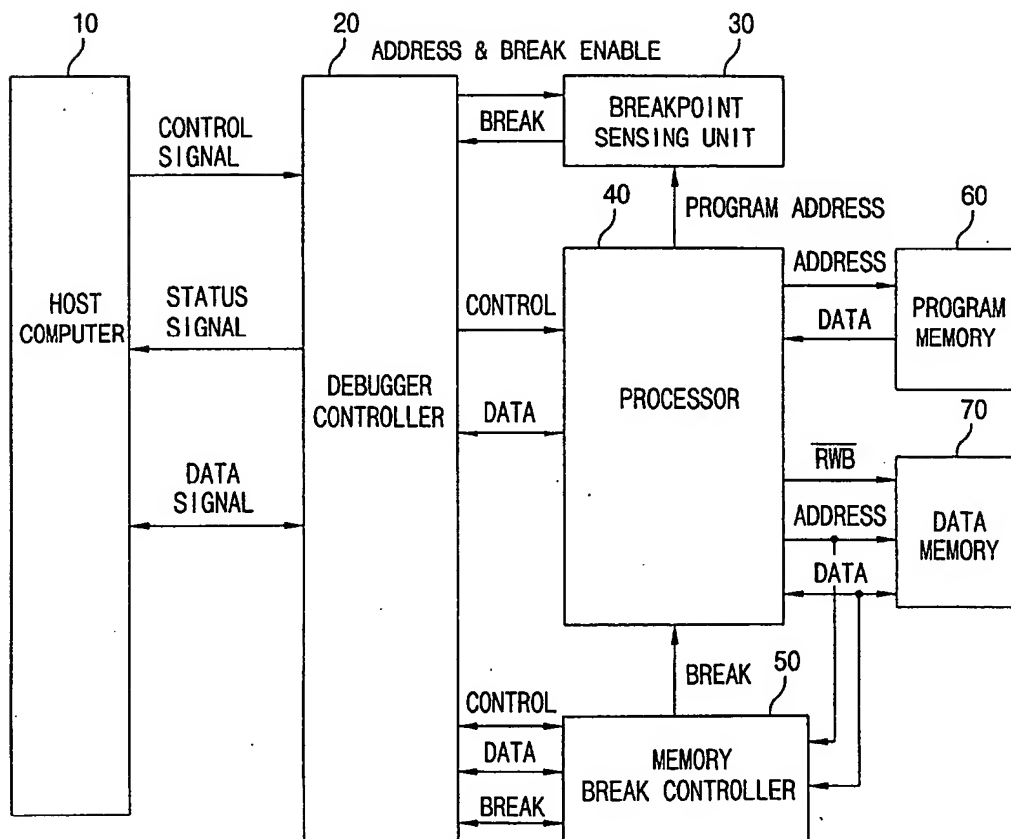 10
20
ADDRESS & BREAK ENABLE
30
BREAK
BREAKPOINT
SENSING UNIT
CONTROL
SIGNAL
40
PROGRAM ADDRESS
60
ADDRESS
HOST
COMPUTER
STATUS
SIGNAL
CONTROL
DATA
PROGRAM
MEMORY
DEBUGGER
CONTROLLER
PROCESSOR
DATA
70
RWB
DATA
SIGNAL
ADDRESS
DATA
MEMORY
DATA
BREAK
50
CONTROL
DATA
MEMORY
BREAK CONTROLLER
BREAK